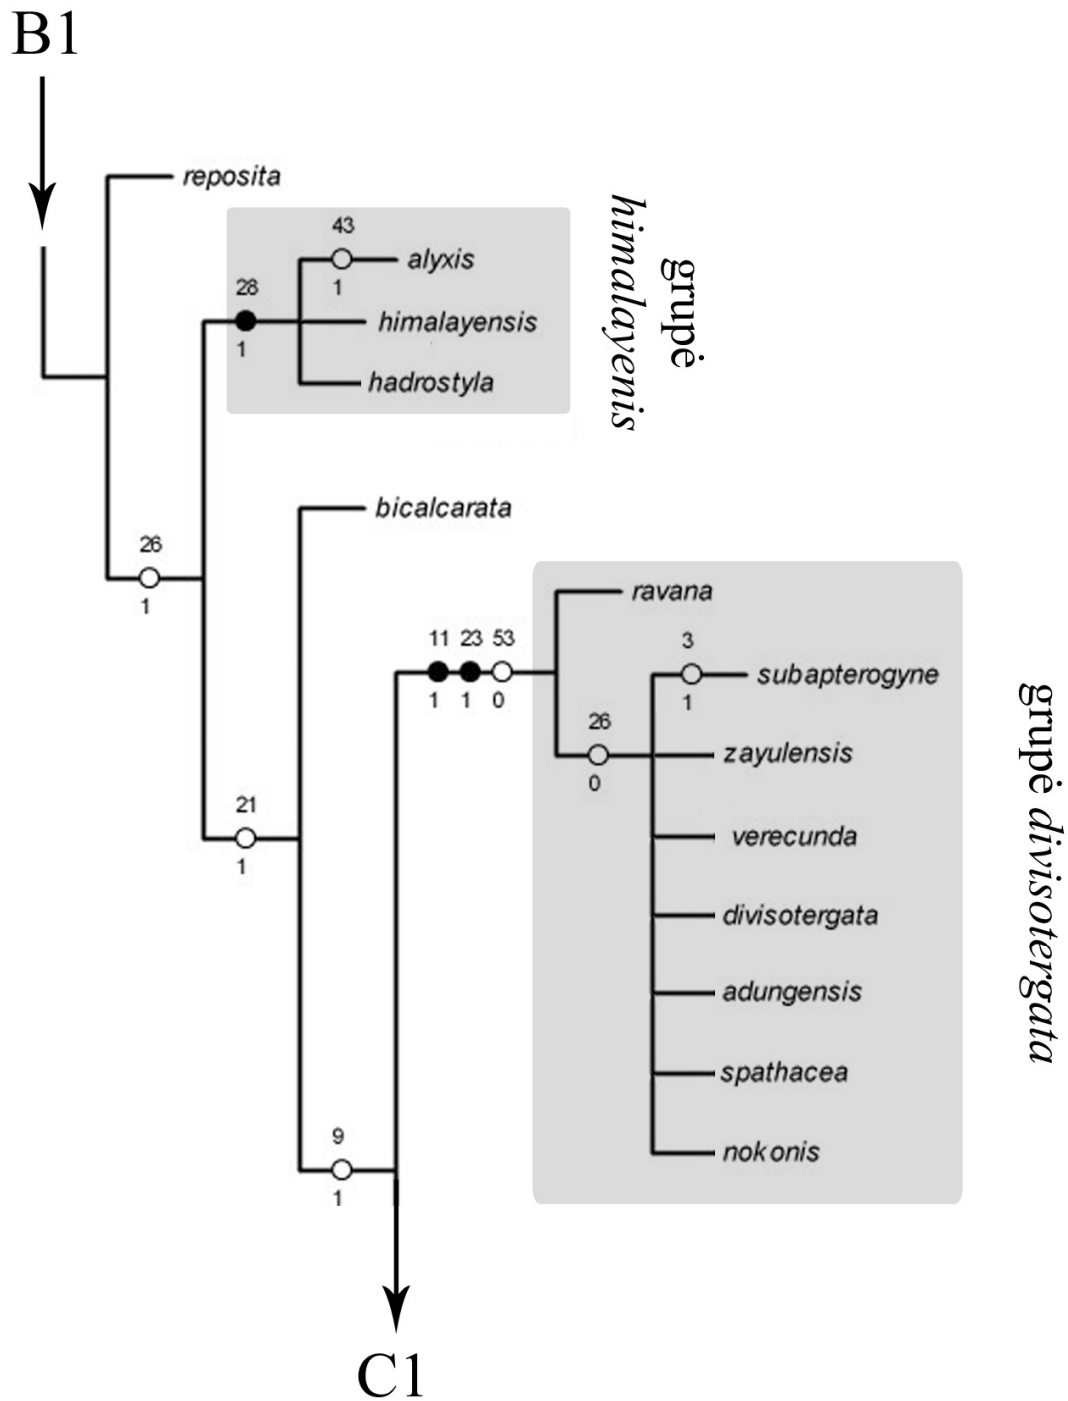 B1
reposita
43
alyxis
1
28
himalayensis
1
hadrostyla
grupė
himalayenis
bicalcarata
26
1
ravana
11 23 53
1 1 0
3
subapterogyne
1
26
zayulensis
0
21
verecunda
1
divisotergata
adungensis
spathacea
9
nokonis
1
grupė divisotergata
C1